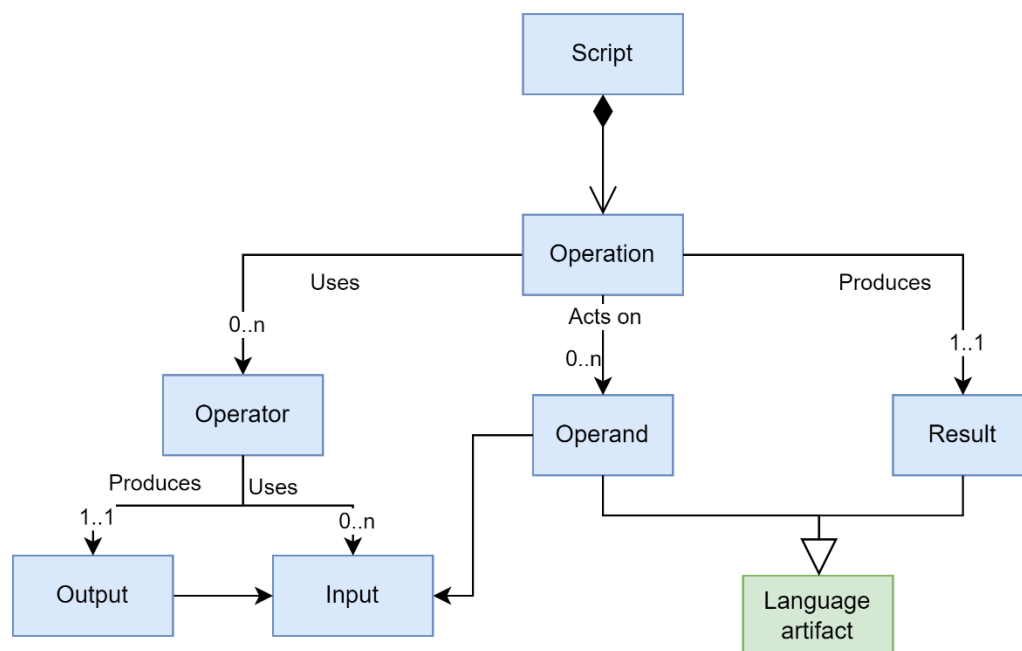 Script
Operation
Uses
Produces
Acts on
0..n
0..n
1..1
Operator
Operand
Result
Produces
Uses
1..1
0..n
Output
Input
Language
artifact